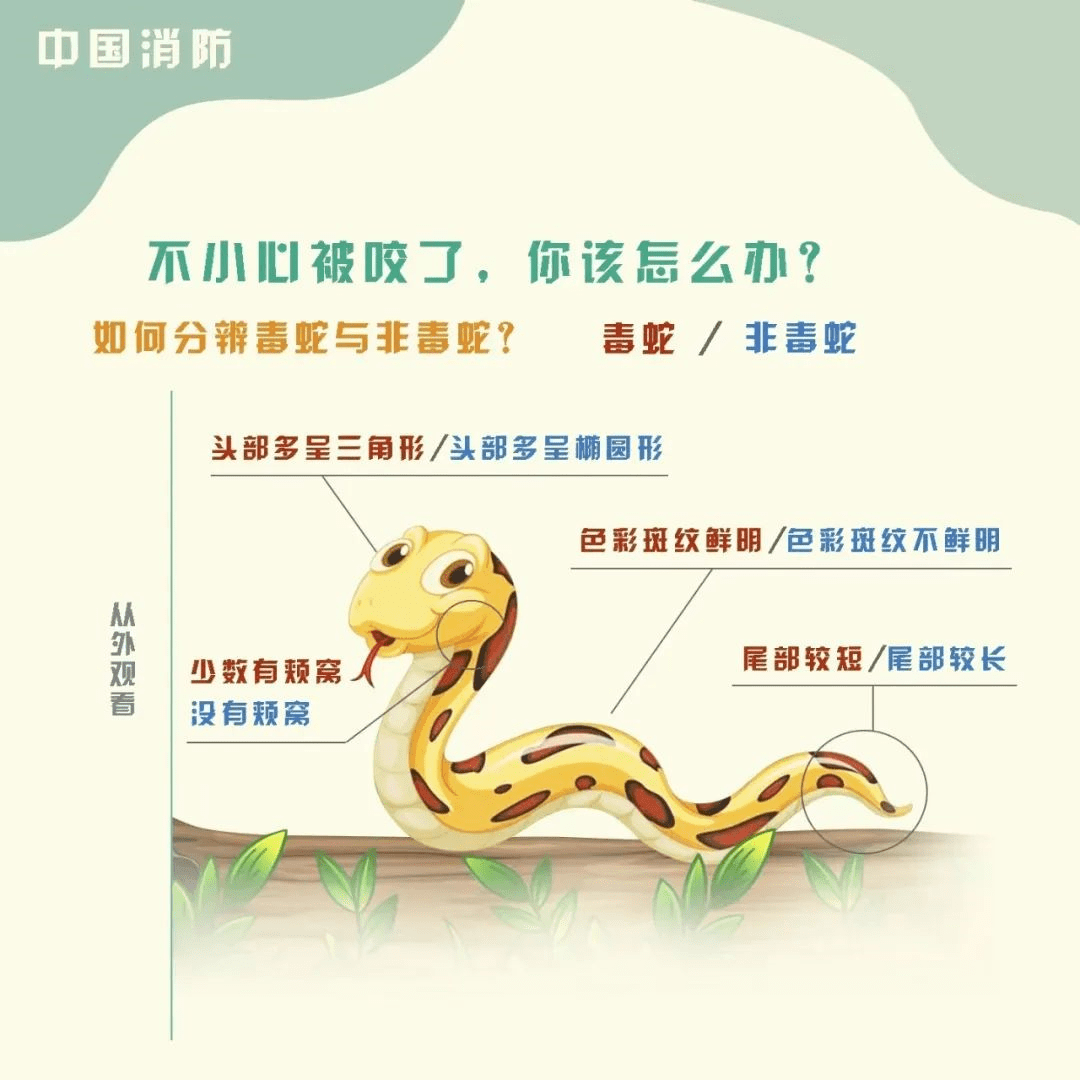 中国消防
不小心被咬了，你该怎么办？
如何分辨毒蛇与非毒蛇？ 毒蛇 / 非毒蛇
头部多呈三角形/头部多呈椭圆形
色彩斑纹鲜明/色彩斑纹不鲜明
从外观看
少数有颊窝
没有颊窝
尾部较短/尾部较长